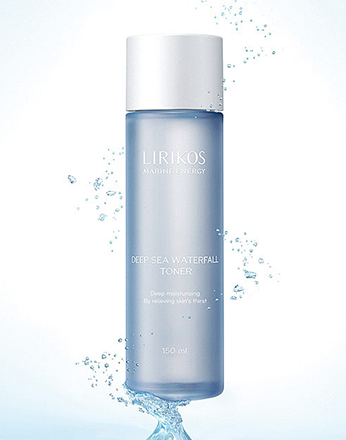 LIRIKOS
MARINE ENERGY
DEEP SEA WATERFALL
TONER
Deep moisturizing
By relieving skin's thirst
150 ml